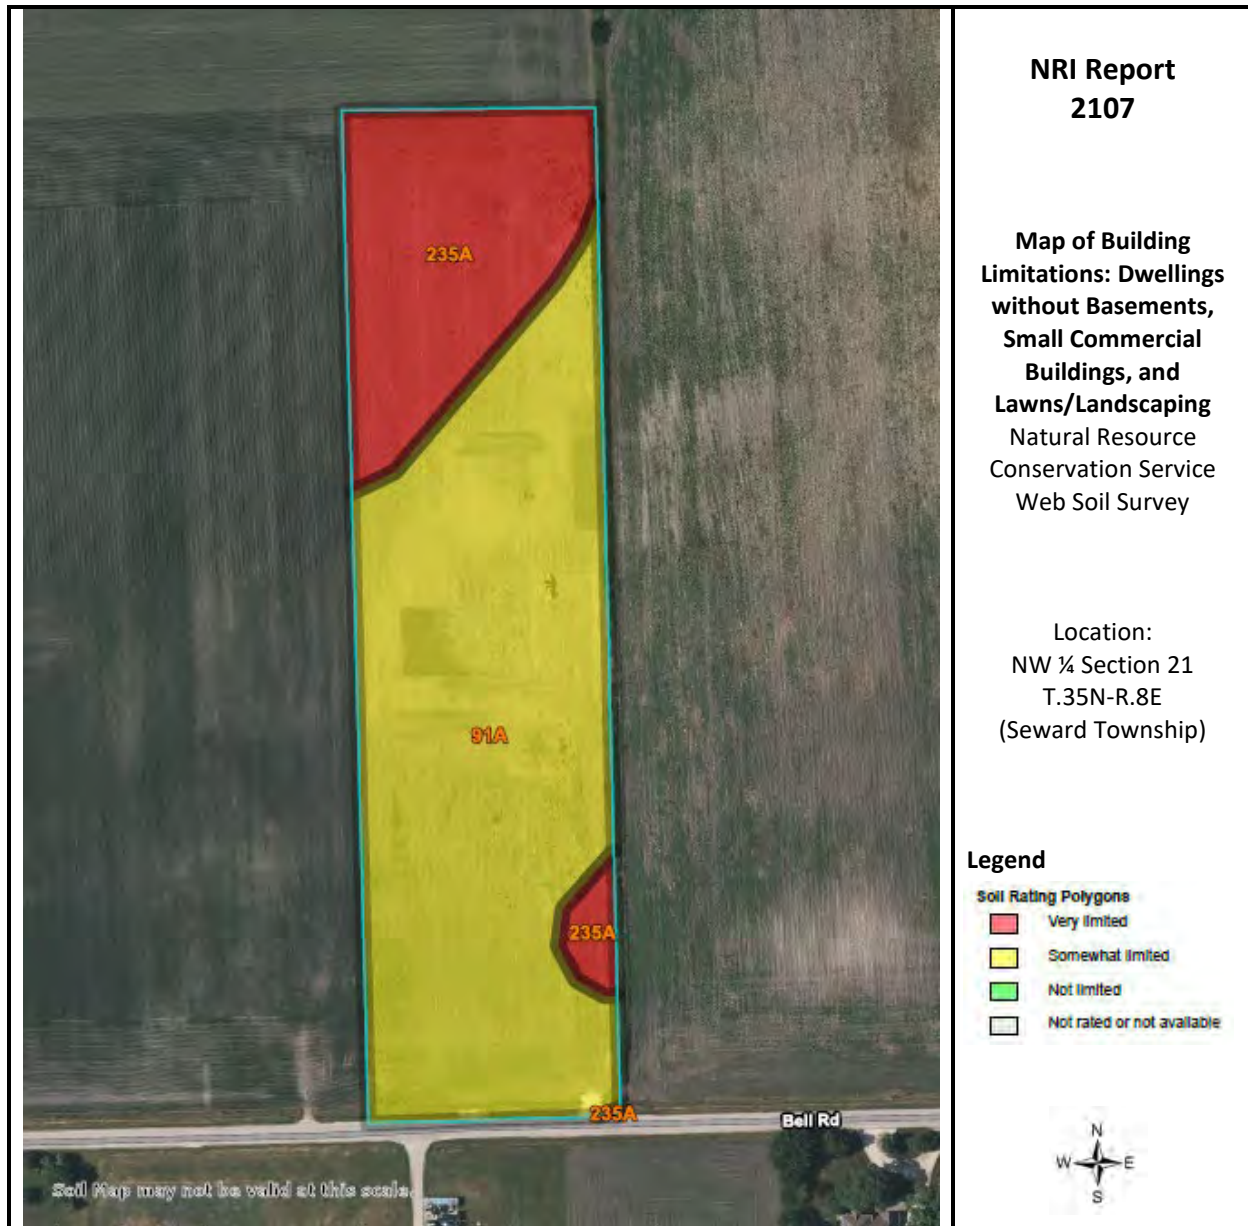 235A
91A
235A
235A
Bell Rd
Soil Map may not be valid at this scale.
NRI Report
2107
Map of Building
Limitations: Dwellings
without Basements,
Small Commercial
Buildings, and
Lawns/Landscaping
Natural Resource
Conservation Service
Web Soil Survey
Location:
NW ¼ Section 21
T.35N-R.8E
(Seward Township)
Legend
Soil Rating Polygons
Very limited
Somewhat limited
Not limited
Not rated or not available
N
W E
S